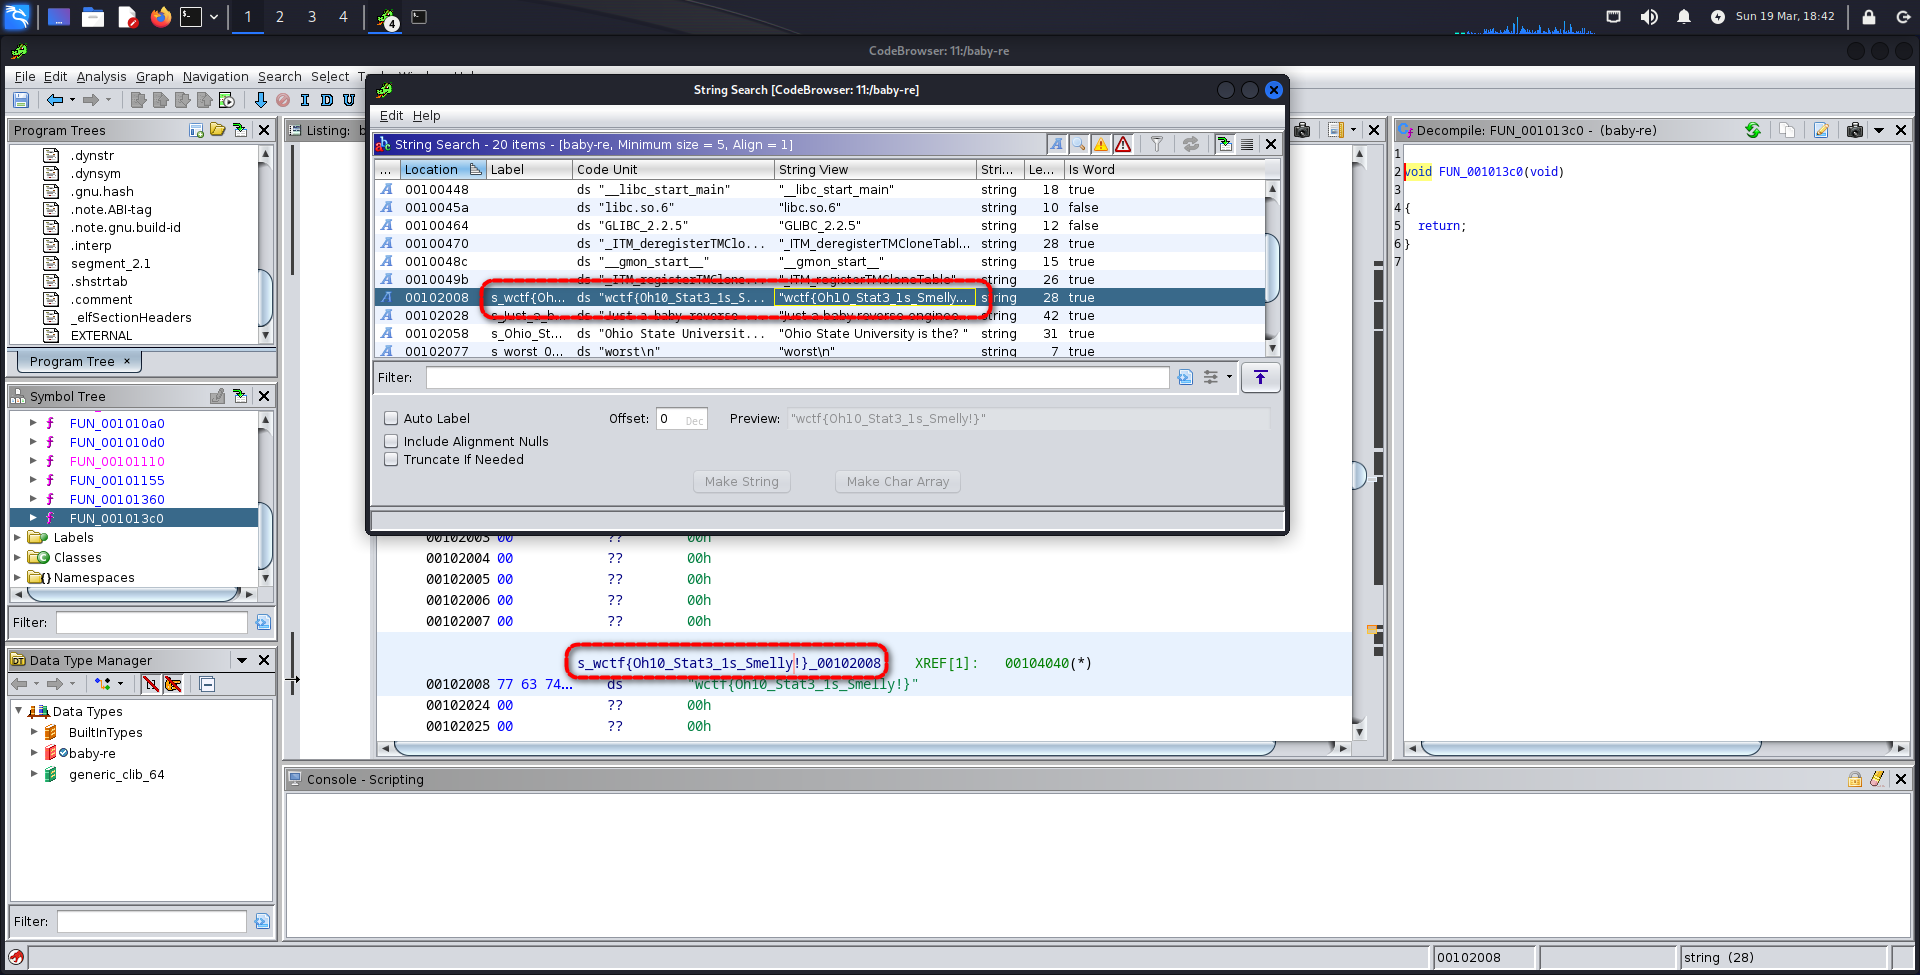 1 2 3 4 4 Sun 19 Mar, 18:42
CodeBrowser: 11:/baby-re
File Edit Analysis Graph Navigation Search Select
I D U
String Search [CodeBrowser: 11:/baby-re]
Edit Help
String Search - 20 items - [baby-re, Minimum size = 5, Align = 1]
... Location Label Code Unit String View Stri... Le... Is Word
00100448 ds "__libc_start_main" "__libc_start_main" string 18 true
0010045a ds "libc.so.6" "libc.so.6" string 10 false
00100464 ds "GLIBC_2.2.5" "GLIBC_2.2.5" string 12 false
00100470 ds "_ITM_deregisterTMClo... "_ITM_deregisterTMCloneTabl... string 28 true
0010048c ds "__gmon_start__" "__gmon_start__" string 15 true
0010049b ds "_ITM_registerTMClone... "_ITM_registerTMCloneTable" string 26 true
00102008 s_wctf{Oh... ds "wctf{Oh10_Stat3_1s_S... "wctf{Oh10_Stat3_1s_Smelly... string 28 true
00102028 s_Just_a_b... ds "Just a baby reverse ... "Just a baby reverse enginee... string 42 true
00102058 s_Ohio_St... ds "Ohio State Universit... "Ohio State University is the? " string 31 true
00102077 s_worst_0... ds "worst\n" "worst\n" string 7 true
Filter:
Auto Label Offset: 0 Dec Preview: "wctf{Oh10_Stat3_1s_Smelly!}"
Include Alignment Nulls
Truncate If Needed
Make String Make Char Array
Program Trees
.dynstr
.dynsym
.gnu.hash
.note.ABI-tag
.note.gnu.build-id
.interp
segment_2.1
.shstrtab
.comment
_elfSectionHeaders
EXTERNAL
Program Tree ×
Symbol Tree
FUN_001010a0
FUN_001010d0
FUN_00101110
FUN_00101155
FUN_00101360
FUN_001013c0
Labels
Classes
Namespaces
Filter:
Data Type Manager
Data Types
BuiltInTypes
baby-re
generic_clib_64
Filter:
Listing: b
00102003 00 ?? 00h
00102004 00 ?? 00h
00102005 00 ?? 00h
00102006 00 ?? 00h
00102007 00 ?? 00h
s_wctf{Oh10_Stat3_1s_Smelly!}_00102008 XREF[1]: 00104040(*)
00102008 77 63 74... ds "wctf{Oh10_Stat3_1s_Smelly!}"
00102024 00 ?? 00h
00102025 00 ?? 00h
Decompile: FUN_001013c0 - (baby-re)
1
2 void FUN_001013c0(void)
3
4 {
5 return;
6 }
7
Console - Scripting
00102008 string (28)